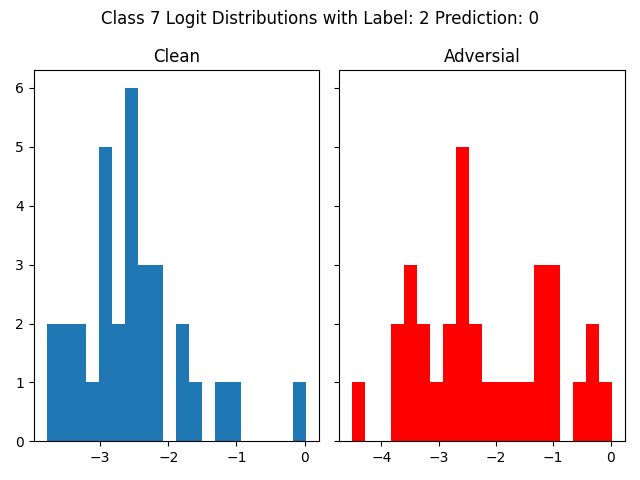 Class 7 Logit Distributions with Label: 2 Prediction: 0
Clean
Adversial
6
5
4
3
2
1
0
−3 −2 −1 0
−4 −3 −2 −1 0